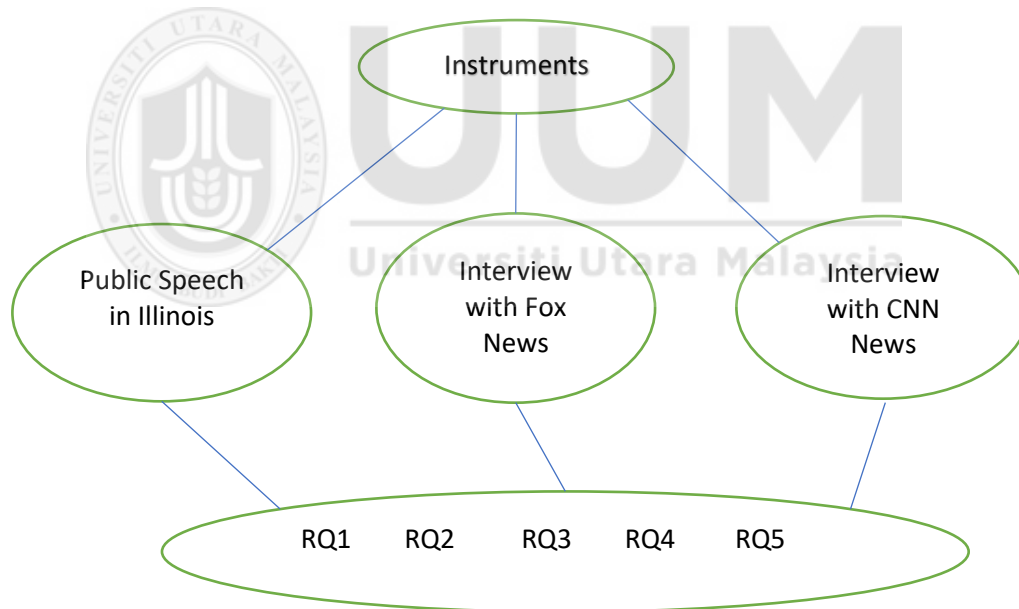 Instruments
UUM
Universiti Utara Malaysia
UNIVERSITI UTARA MALAYSIA
Public Speech
in Illinois
Interview
with Fox
News
Interview
with CNN
News
RQ1 RQ2 RQ3 RQ4 RQ5